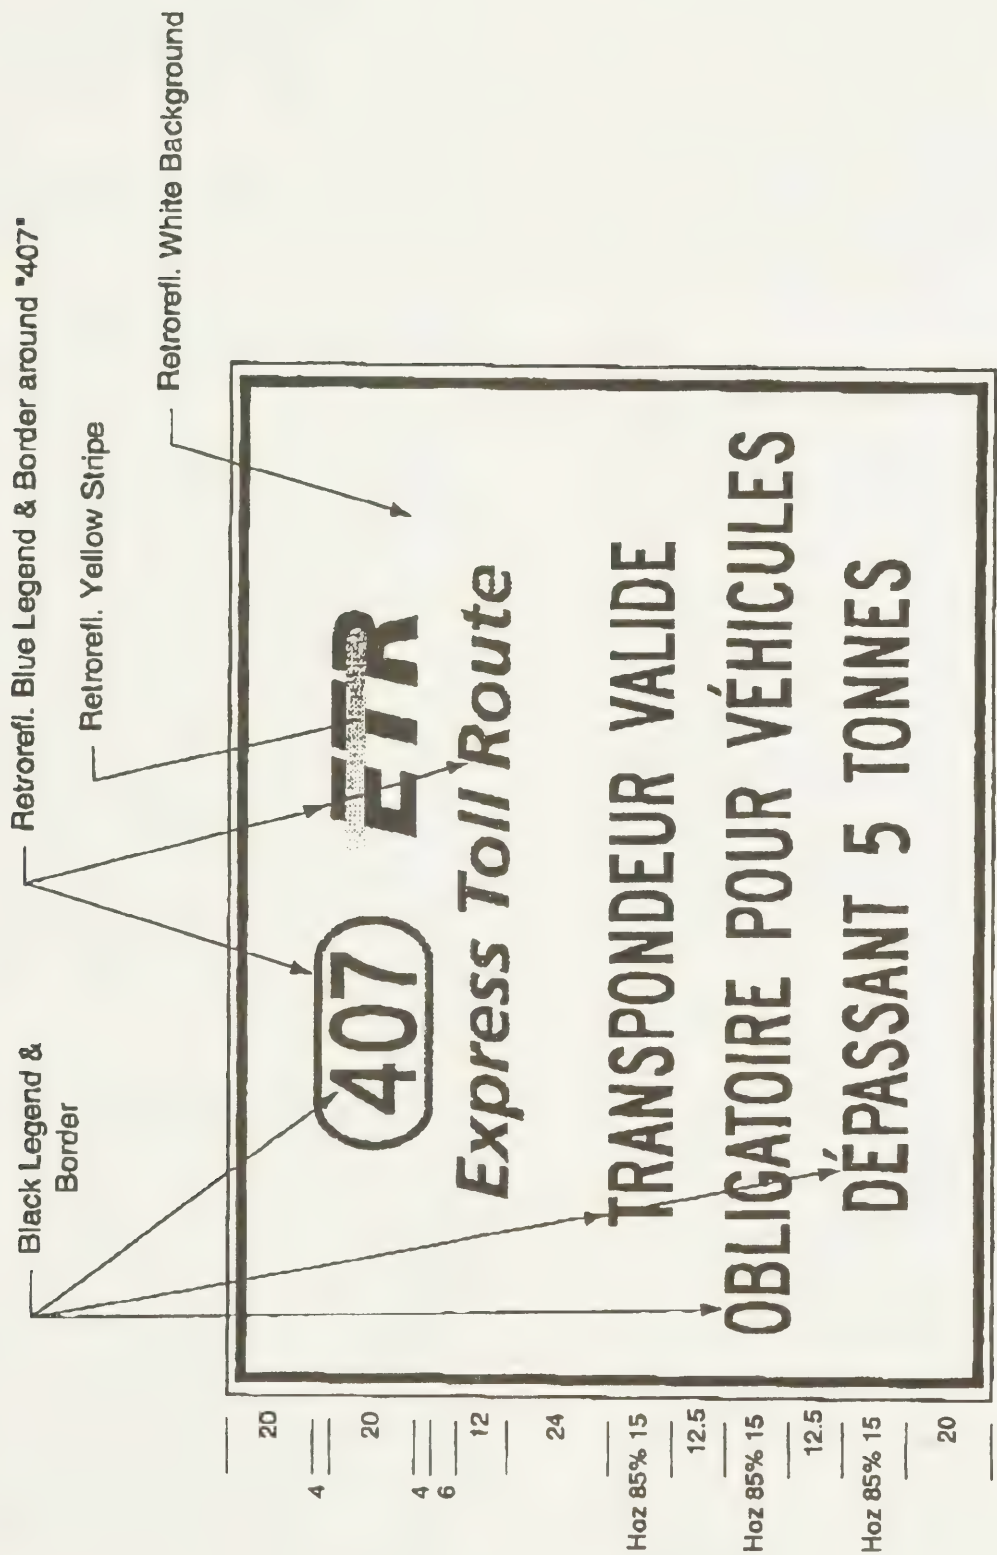 Black Legend &
Border
Retrorefl. Blue Legend & Border around "407"
Retrorefl. Yellow Stripe
Retrorefl. White Background
407 ETR
Express Toll Route
TRANSPONDEUR VALIDE
OBLIGATOIRE POUR VÉHICULES
DÉPASSANT 5 TONNES
20
4
20
4
6
12
24
Hoz 85% 15
12.5
Hoz 85% 15
12.5
Hoz 85% 15
20